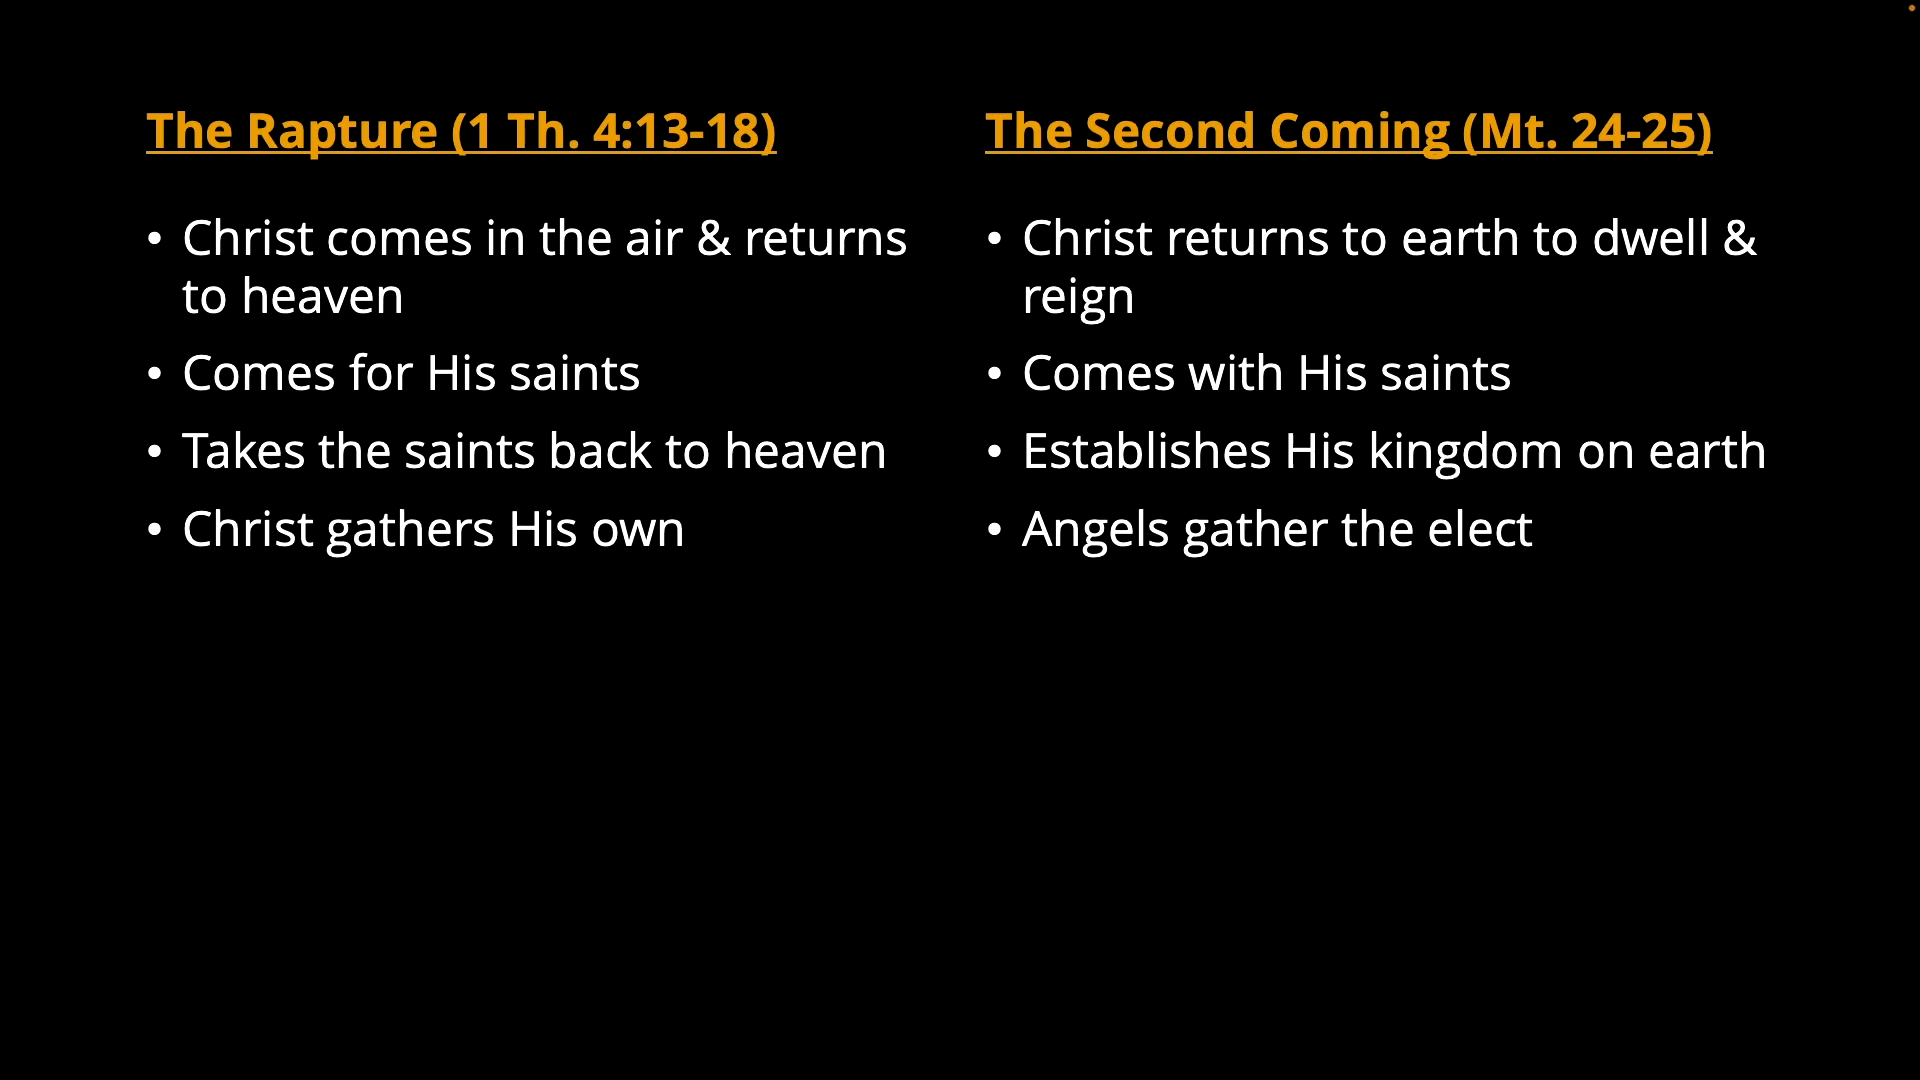 The Rapture (1 Th. 4:13-18)
• Christ comes in the air & returns
to heaven
• Comes for His saints
• Takes the saints back to heaven
• Christ gathers His own
The Second Coming (Mt. 24-25)
• Christ returns to earth to dwell &
reign
• Comes with His saints
• Establishes His kingdom on earth
• Angels gather the elect